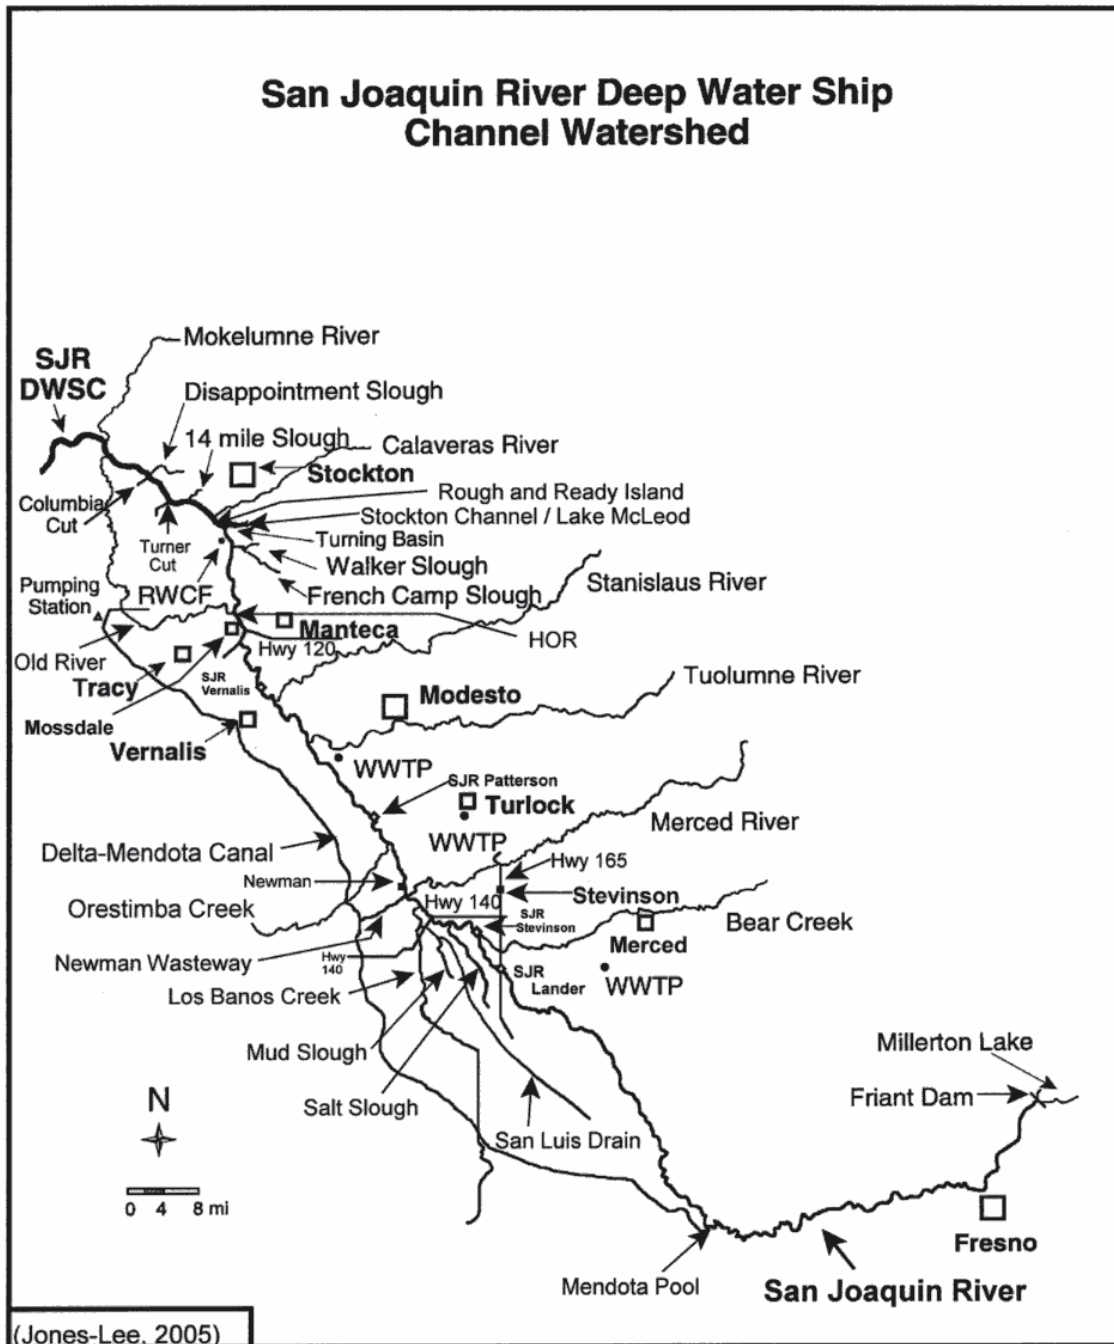 San Joaquin River Deep Water Ship
Channel Watershed
Mokelumne River
SJR
DWSC
Disappointment Slough
14 mile Slough
Calaveras River
Stockton
Rough and Ready Island
Columbia
Cut
Stockton Channel / Lake McLeod
Turner
Cut
Turning Basin
Walker Slough
Stanislaus River
Pumping
Station
RWCF
French Camp Slough
Manteca
HOR
Hwy 120
Old River
Tracy
SJR
Vernalis
Tuolumne River
Modesto
Mossdale
Vernalis
WWTP
SJR Patterson
Turlock
Merced River
WWTP
Delta-Mendota Canal
Hwy 165
Newman
Stevinson
Hwy 140
Orestimba Creek
SJR
Stevinson
Bear Creek
Merced
Newman Wasteway
Hwy
140
SJR
Lander
WWTP
Los Banos Creek
Mud Slough
Millerton Lake
Salt Slough
Friant Dam
N
San Luis Drain
0 4 8 mi
Fresno
Mendota Pool
San Joaquin River
(Jones-Lee, 2005)